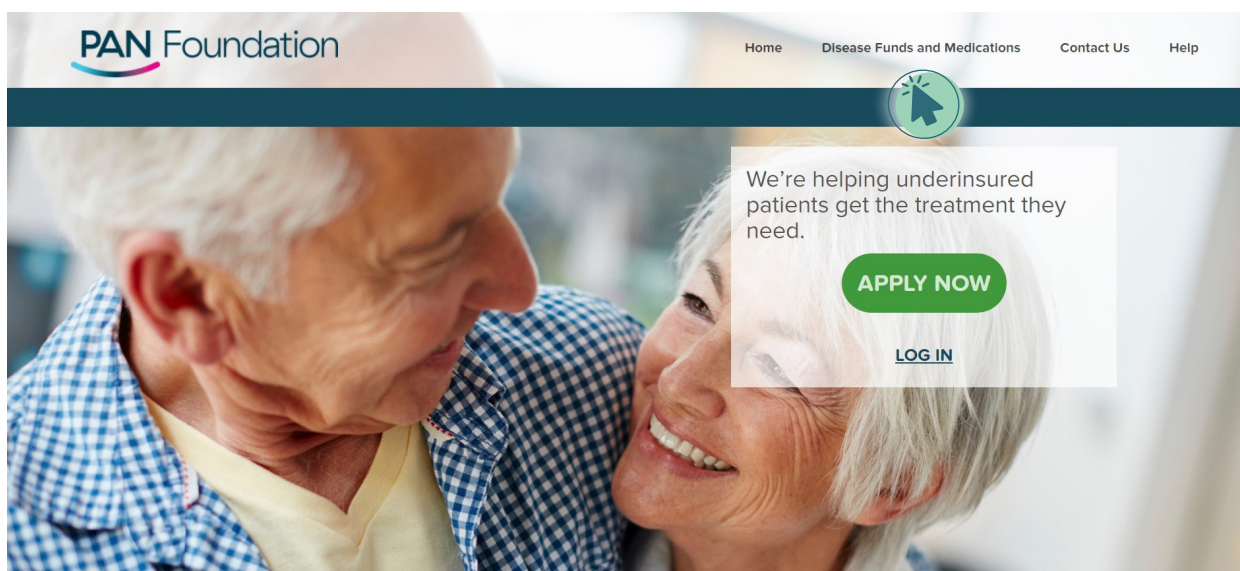 PAN Foundation
Home Disease Funds and Medications Contact Us Help
We’re helping underinsured
patients get the treatment they
need.
APPLY NOW
LOG IN